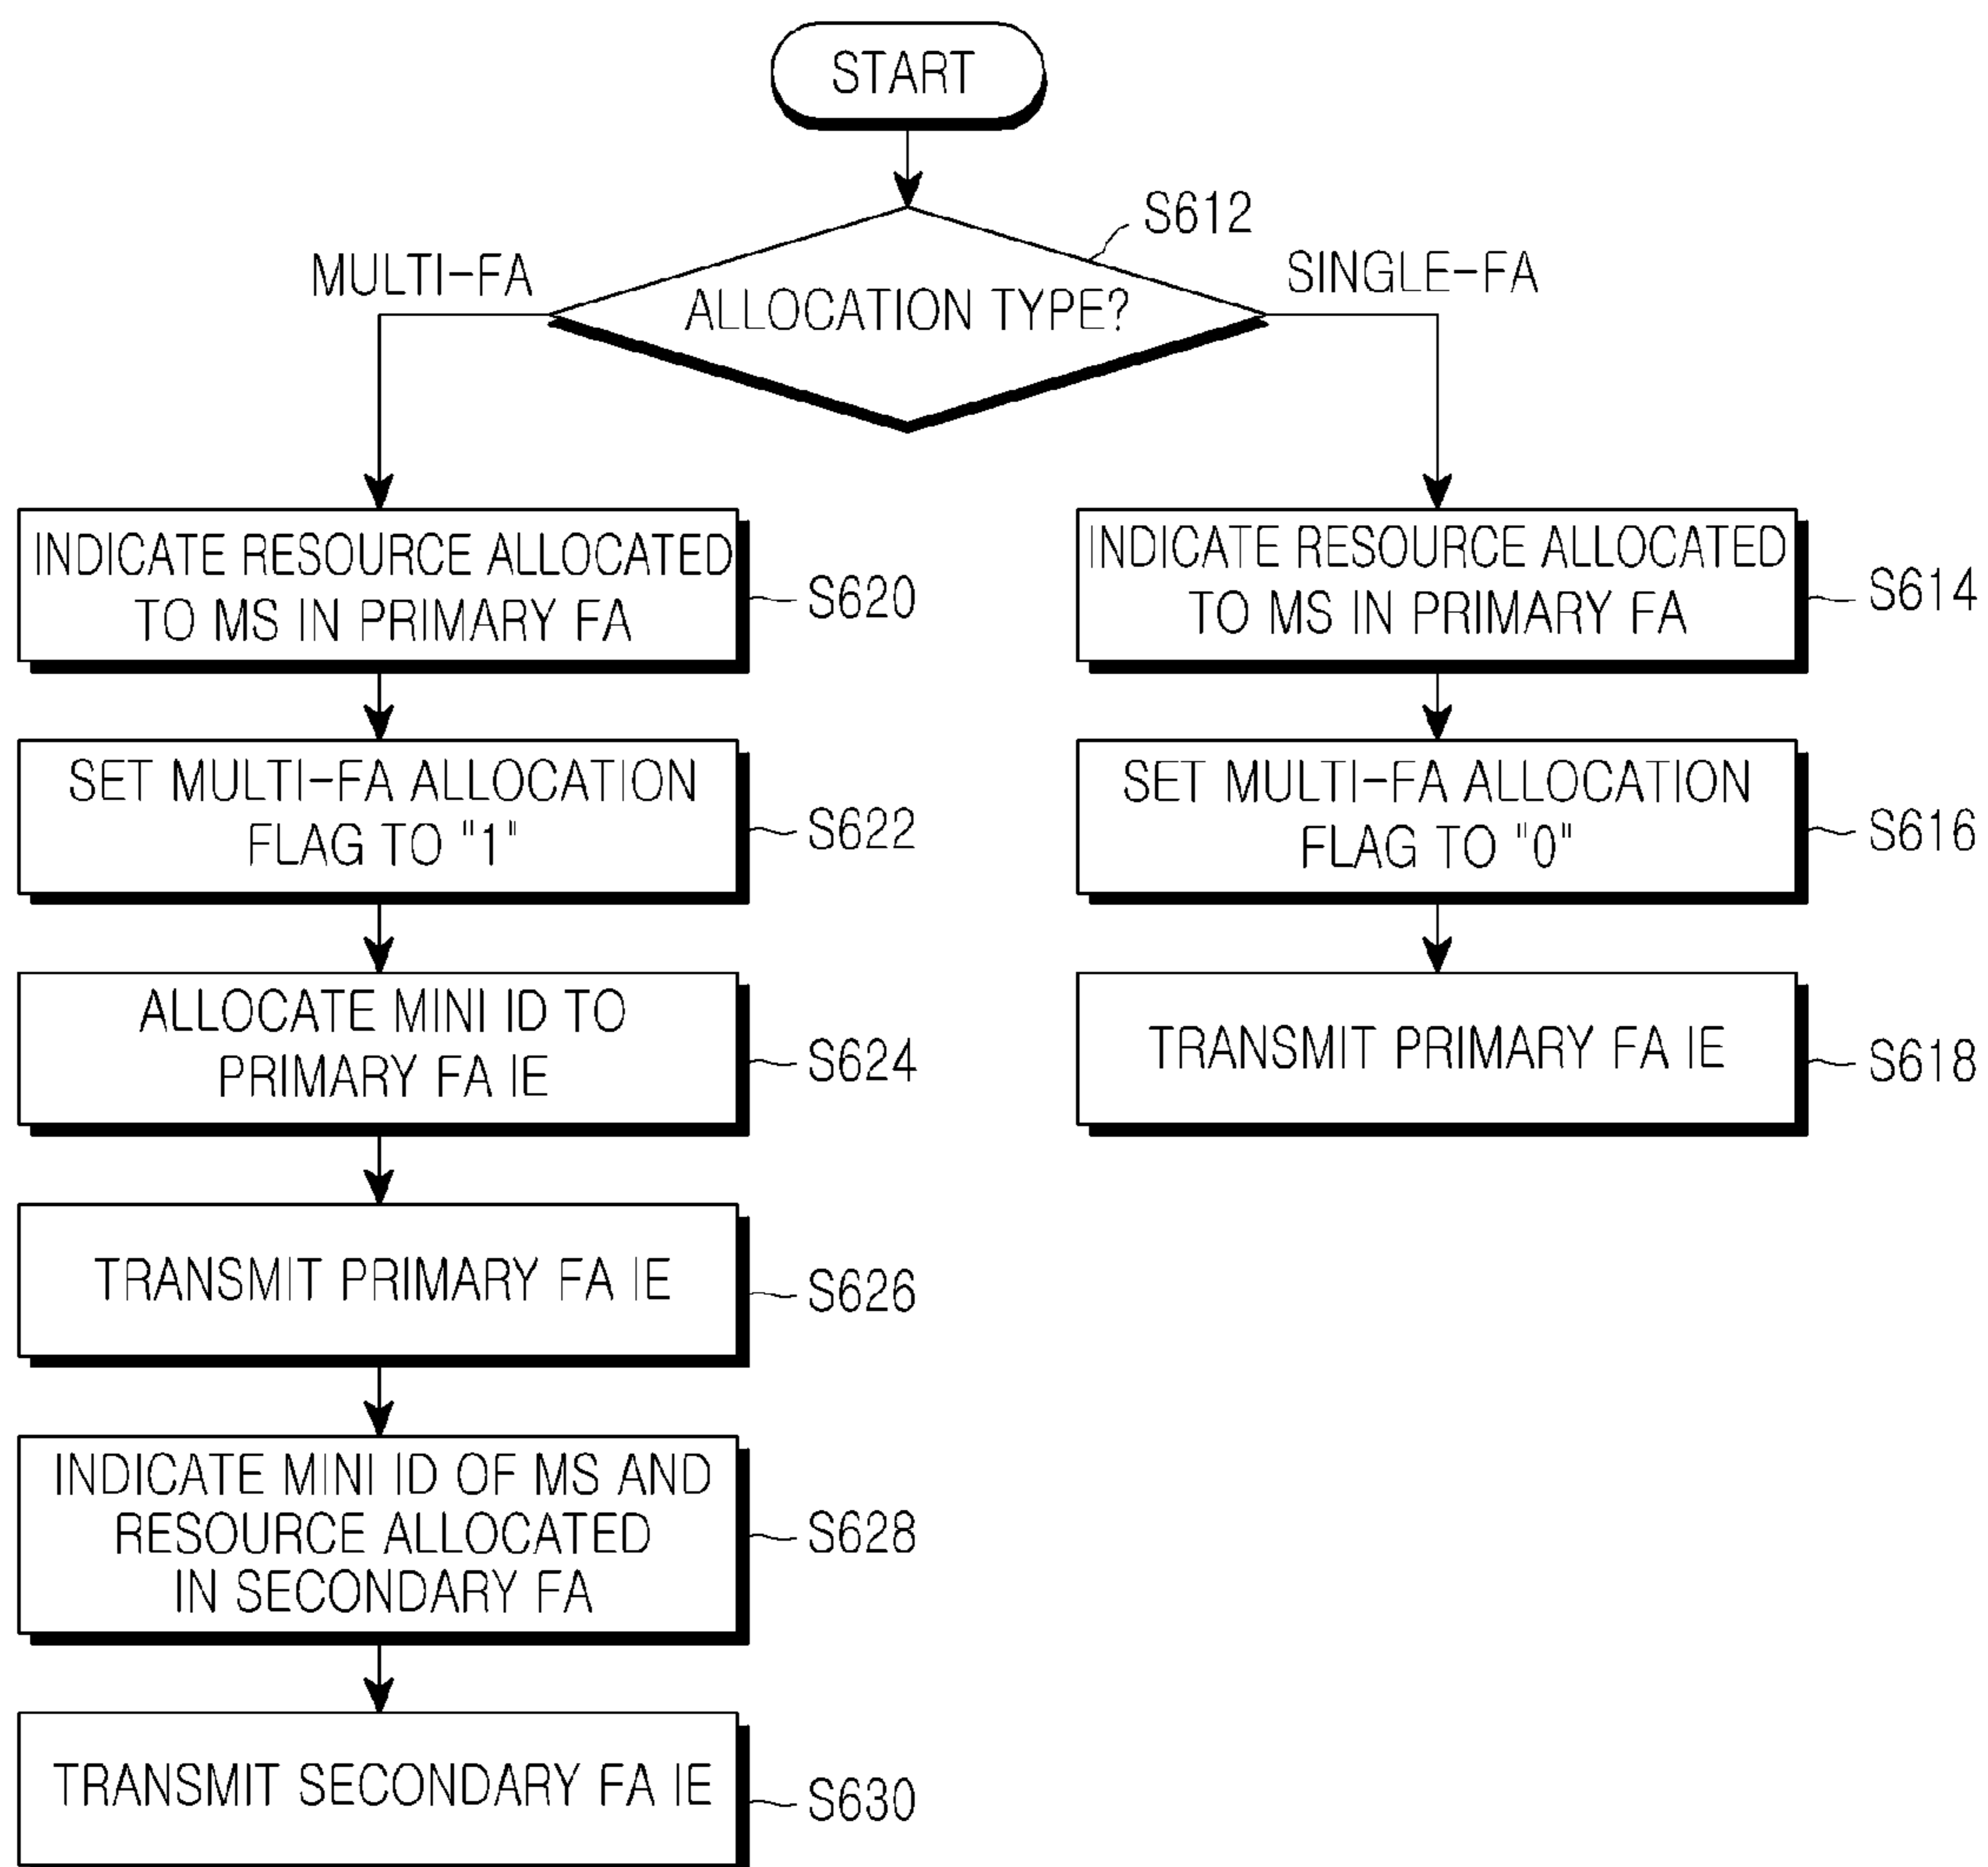 START
S612
MULTI-FA
SINGLE-FA
ALLOCATION TYPE?
INDICATE RESOURCE ALLOCATED
TO MS IN PRIMARY FA
S620
INDICATE RESOURCE ALLOCATED
TO MS IN PRIMARY FA
S614
SET MULTI-FA ALLOCATION
FLAG TO "1"
S622
SET MULTI-FA ALLOCATION
FLAG TO "0"
S616
ALLOCATE MINI ID TO
PRIMARY FA IE
S624
TRANSMIT PRIMARY FA IE
S618
TRANSMIT PRIMARY FA IE
S626
INDICATE MINI ID OF MS AND
RESOURCE ALLOCATED
IN SECONDARY FA
S628
TRANSMIT SECONDARY FA IE
S630